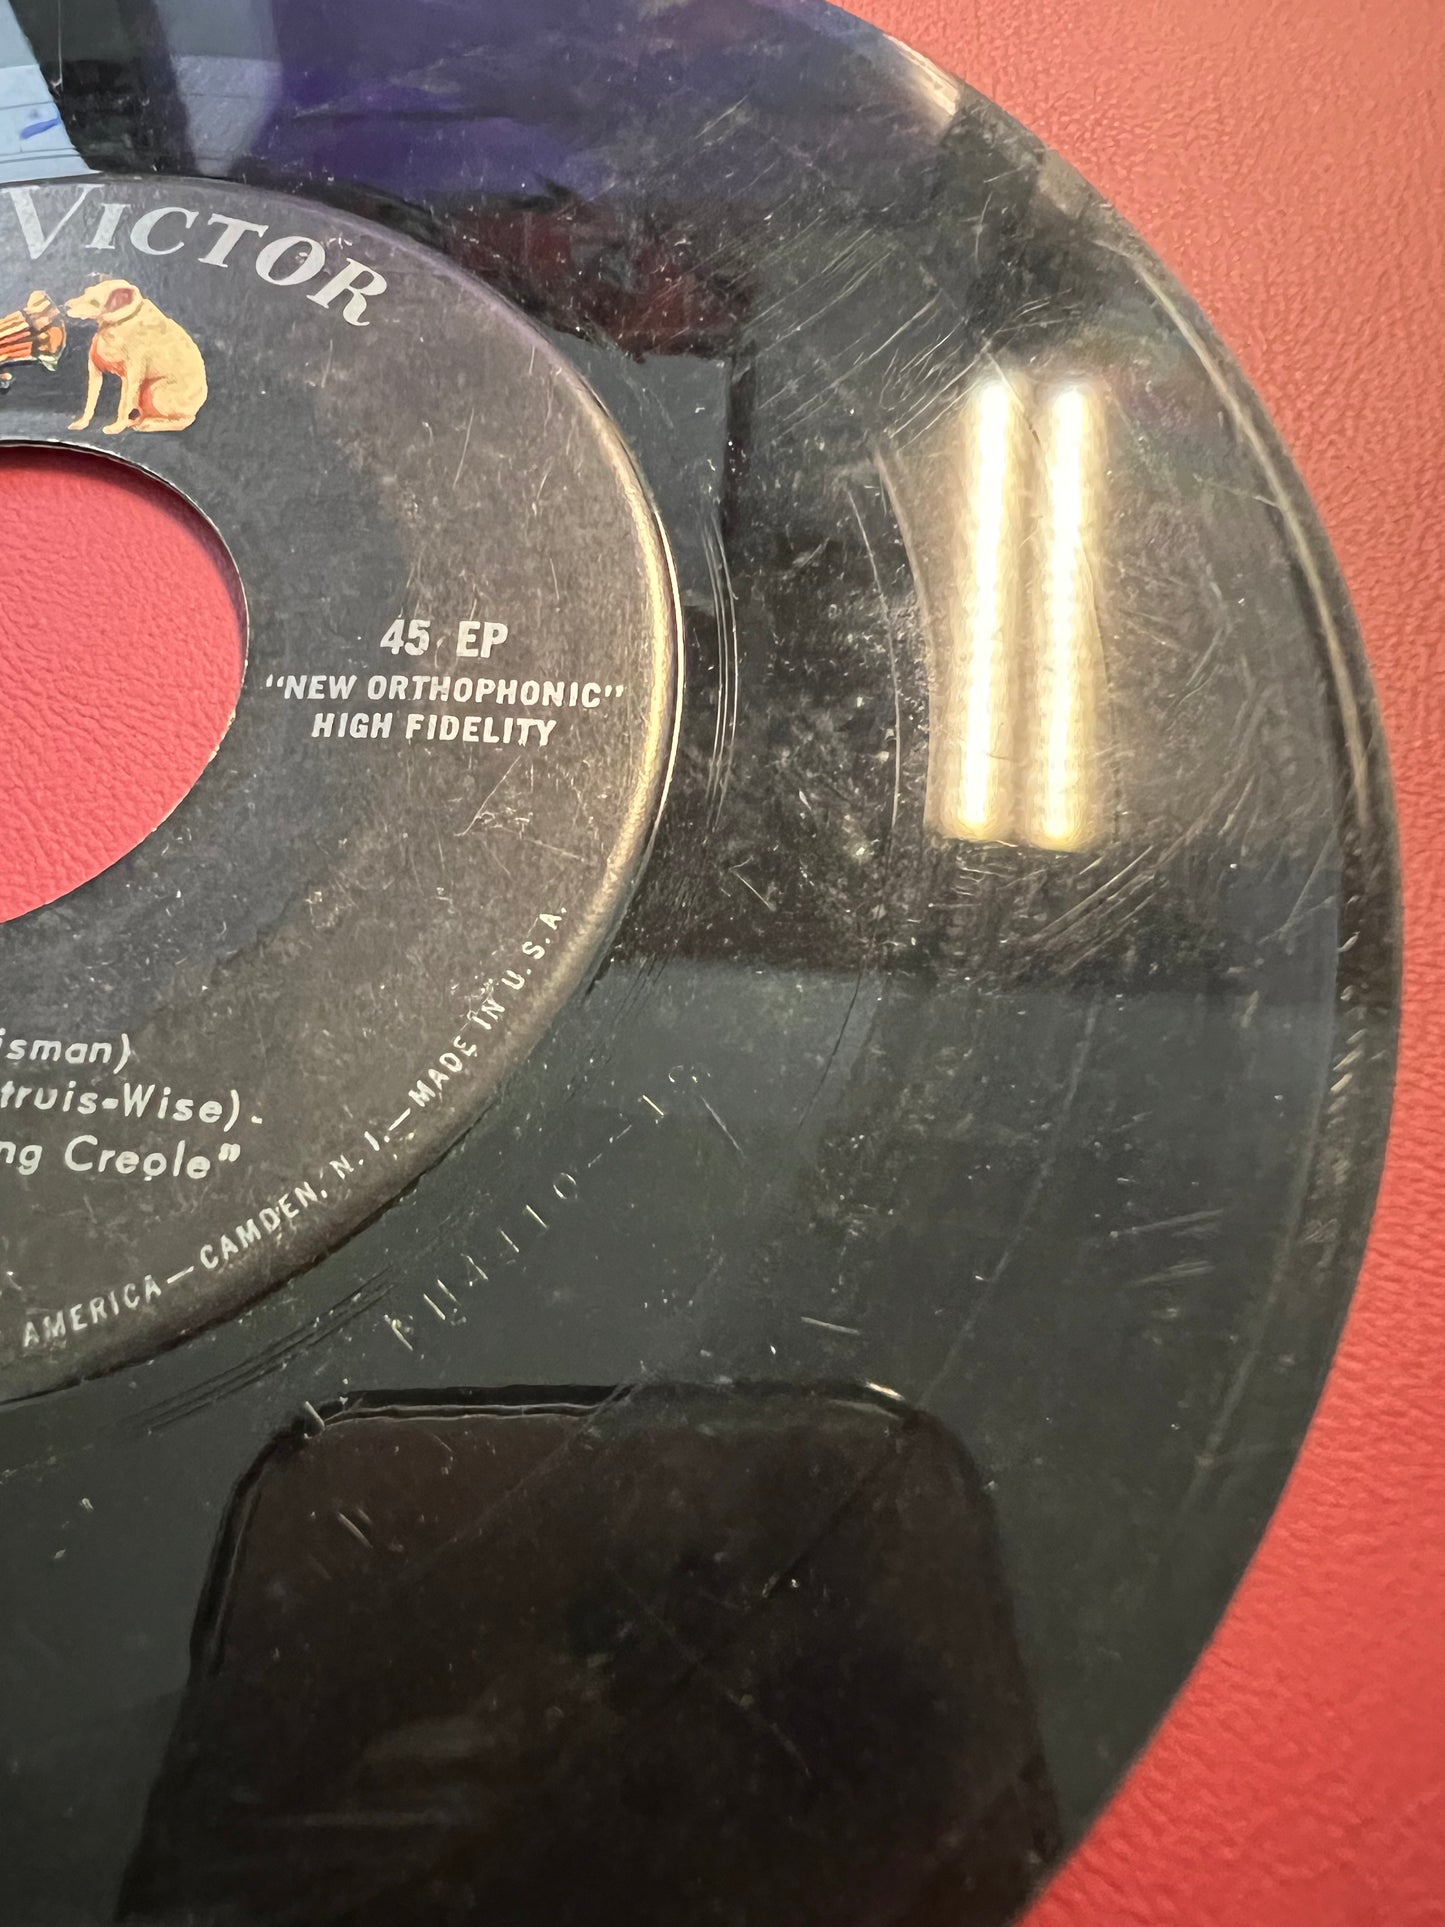 VICTOR
45 EP
"NEW ORTHOPHONIC"
HIGH FIDELITY
isman)
truis-Wise).
ng Creole"
AMERICA—CAMDEN, N. J.—MADE IN U. S. A.